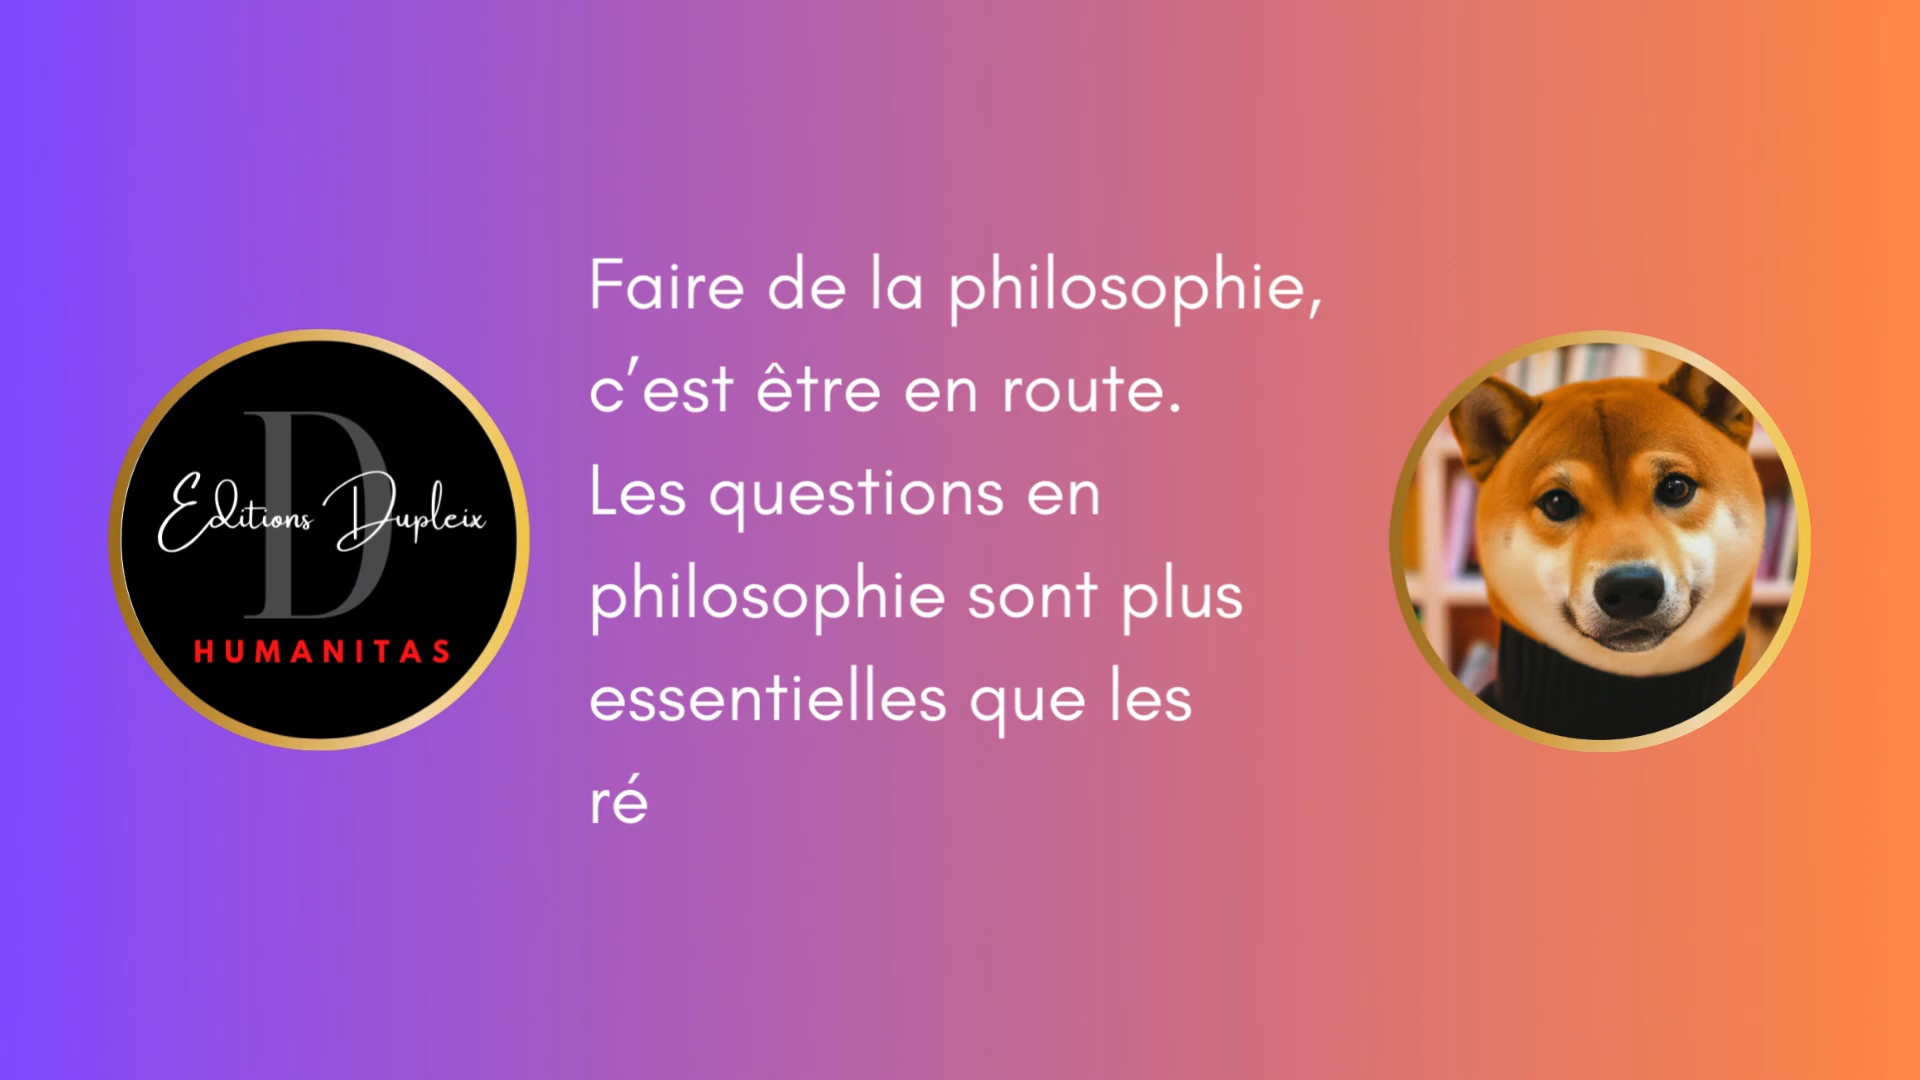 Editions Dupleix
D
HUMANITAS
Faire de la philosophie,
c’est être en route.
Les questions en
philosophie sont plus
essentielles que les
ré